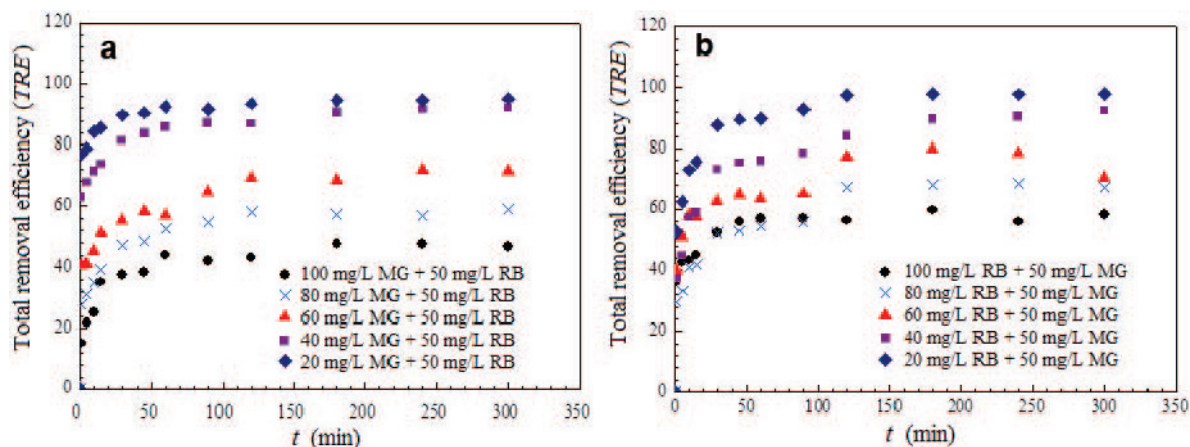 a
Total removal efficiency (TRE)
120
100
80
60
40
20
0
100 mg/L MG + 50 mg/L RB
80 mg/L MG + 50 mg/L RB
60 mg/L MG + 50 mg/L RB
40 mg/L MG + 50 mg/L RB
20 mg/L MG + 50 mg/L RB
0 50 100 150 200 250 300 350
t (min)
b
Total removal efficiency (TRE)
120
100
80
60
40
20
0
100 mg/L RB + 50 mg/L MG
80 mg/L RB + 50 mg/L MG
60 mg/L RB + 50 mg/L MG
40 mg/L RB + 50 mg/L MG
20 mg/L RB + 50 mg/L MG
0 50 100 150 200 250 300 350
t (min)